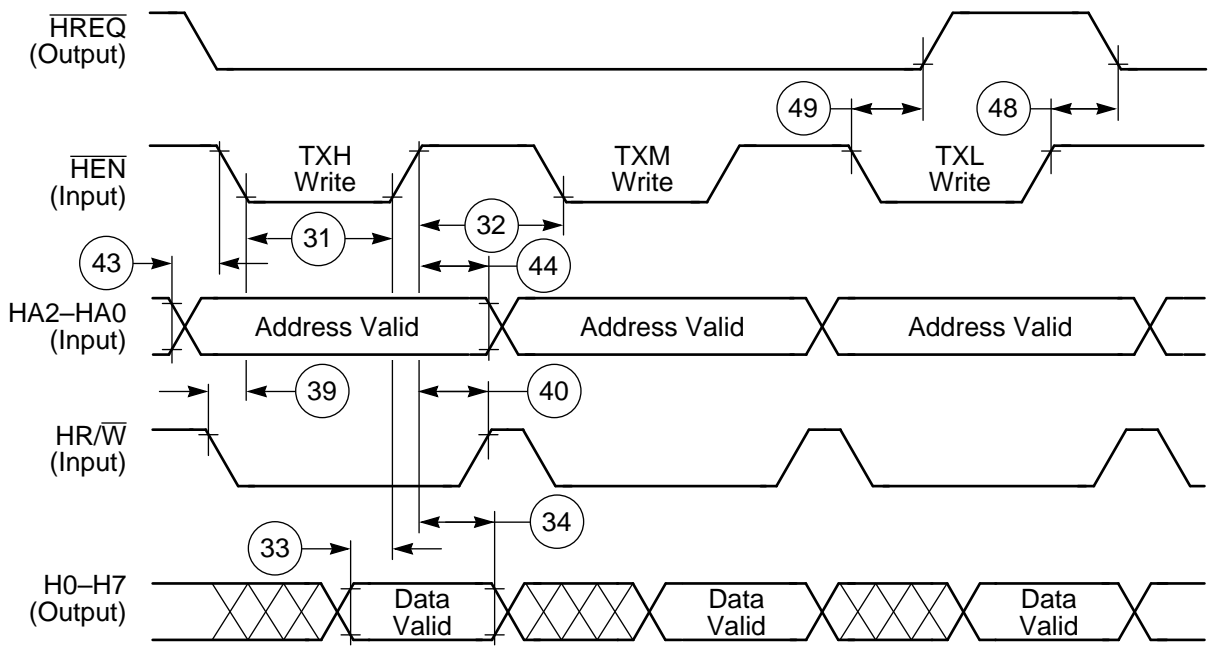 H̅R̅E̅Q̅
(Output)
49
48
H̅E̅N̅
(Input)
TXH
Write
TXM
Write
TXL
Write
31
32
43
44
HA2–HA0
(Input)
Address Valid
Address Valid
Address Valid
39
40
HR/W̅
(Input)
33
34
H0–H7
(Output)
Data
Valid
Data
Valid
Data
Valid